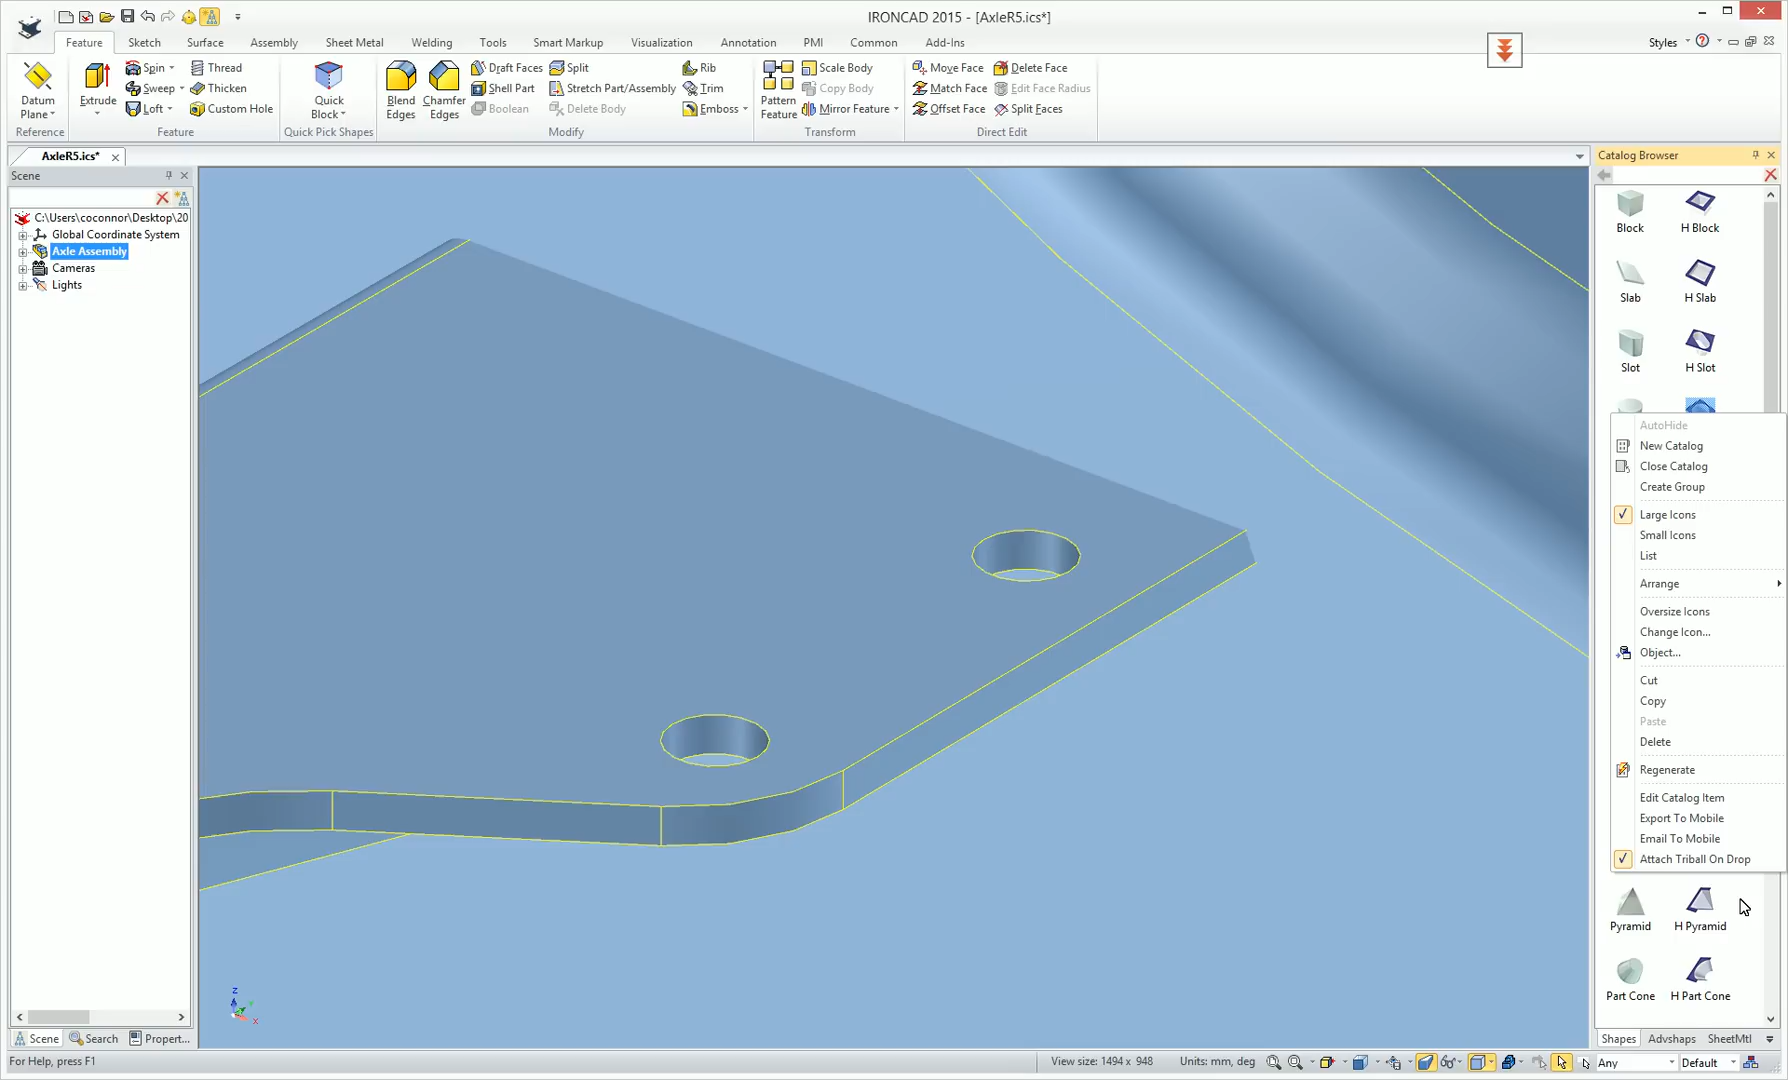 IRONCAD 2015 - [AxleR5.ics*]
Feature Sketch Surface Assembly Sheet Metal Welding Tools Smart Markup Visualization Annotation PMI Common Add-Ins Styles
Spin Thread Draft Faces Split Rib Scale Body Move Face Delete Face
Sweep Thicken Shell Part Stretch Part/Assembly Trim Copy Body Match Face Edit Face Radius
Loft Custom Hole Boolean Delete Body Emboss Mirror Feature Offset Face Split Faces
Datum Plane
Extrude
Quick Block
Blend Edges
Chamfer Edges
Pattern Feature
Reference Feature Quick Pick Shapes Modify Transform Direct Edit
AxleR5.ics*
Scene
C:\Users\coconnor\Desktop\20
Global Coordinate System
Axle Assembly
Cameras
Lights
Catalog Browser
Block H Block
Slab H Slab
Slot H Slot
AutoHide
New Catalog
Close Catalog
Create Group
Large Icons
Small Icons
List
Arrange
Oversize Icons
Change Icon...
Object...
Cut
Copy
Paste
Delete
Regenerate
Edit Catalog Item
Export To Mobile
Email To Mobile
Attach Triball On Drop
Pyramid H Pyramid
Part Cone H Part Cone
Z
X
Scene Search Propert...
Shapes Advshaps SheetMtl
For Help, press F1
View size: 1494 x 948 Units: mm, deg Any Default